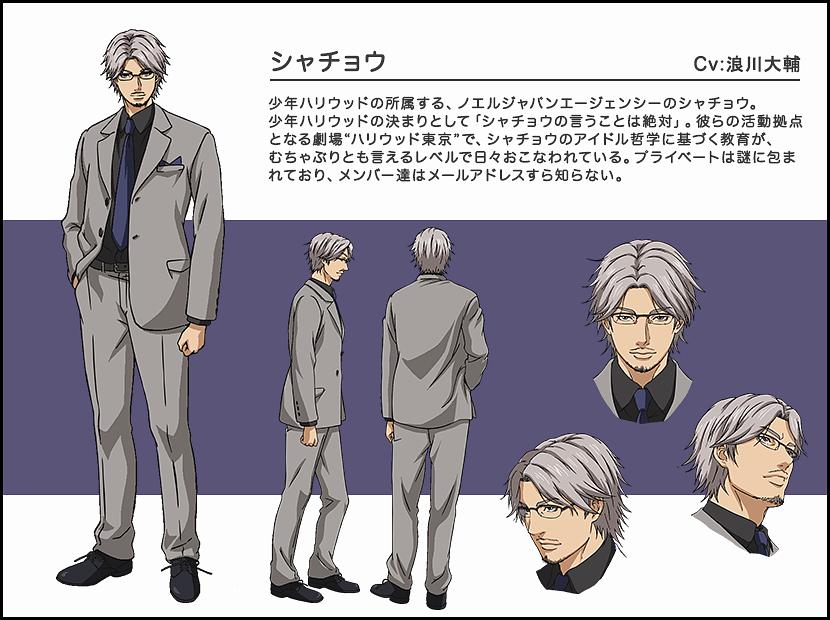 シャチョウ
Cv:浪川大輔
少年ハリウッドの所属する、ノエルジャパンエージェンシーのシャチョウ。
少年ハリウッドの決まりとして「シャチョウの言うことは絶対」。彼らの活動拠点
となる劇場“ハリウッド東京”で、シャチョウのアイドル哲学に基づく教育が、
むちゃぶりとも言えるレベルで日々おこなわれている。プライベートは謎に包ま
れており、メンバー達はメールアドレスすら知らない。